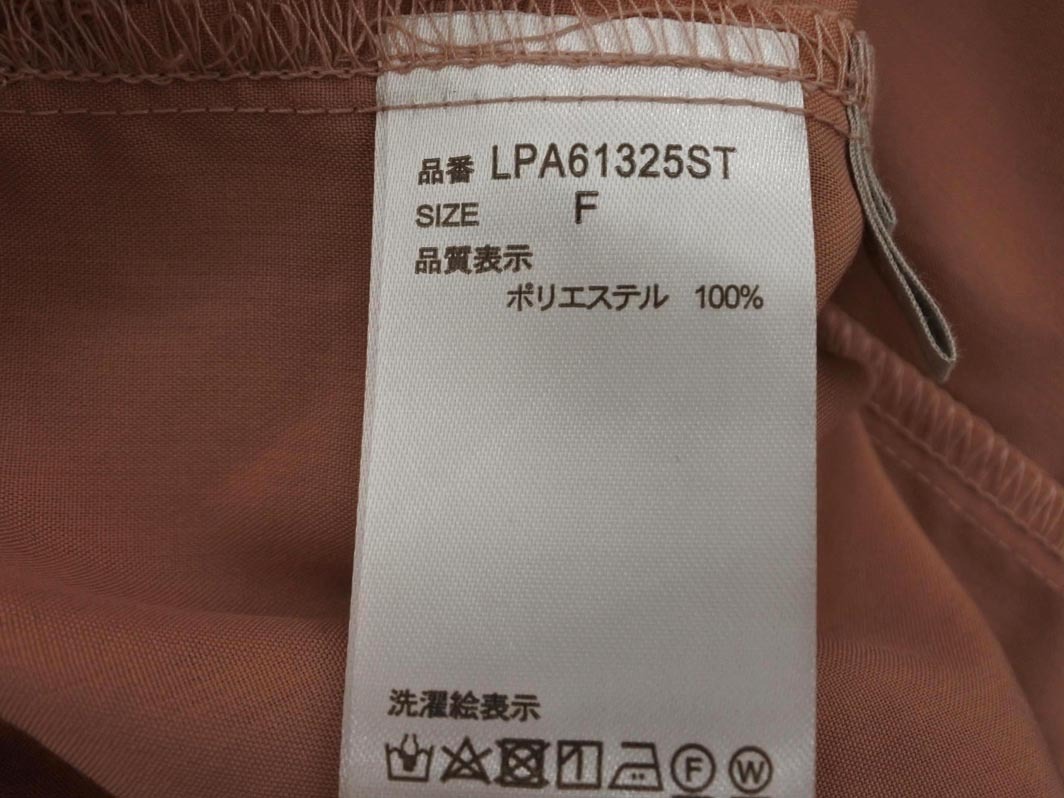 品番 LPA61325ST
SIZE F
品質表示
ポリエステル 100%
洗濯絵表示
F W